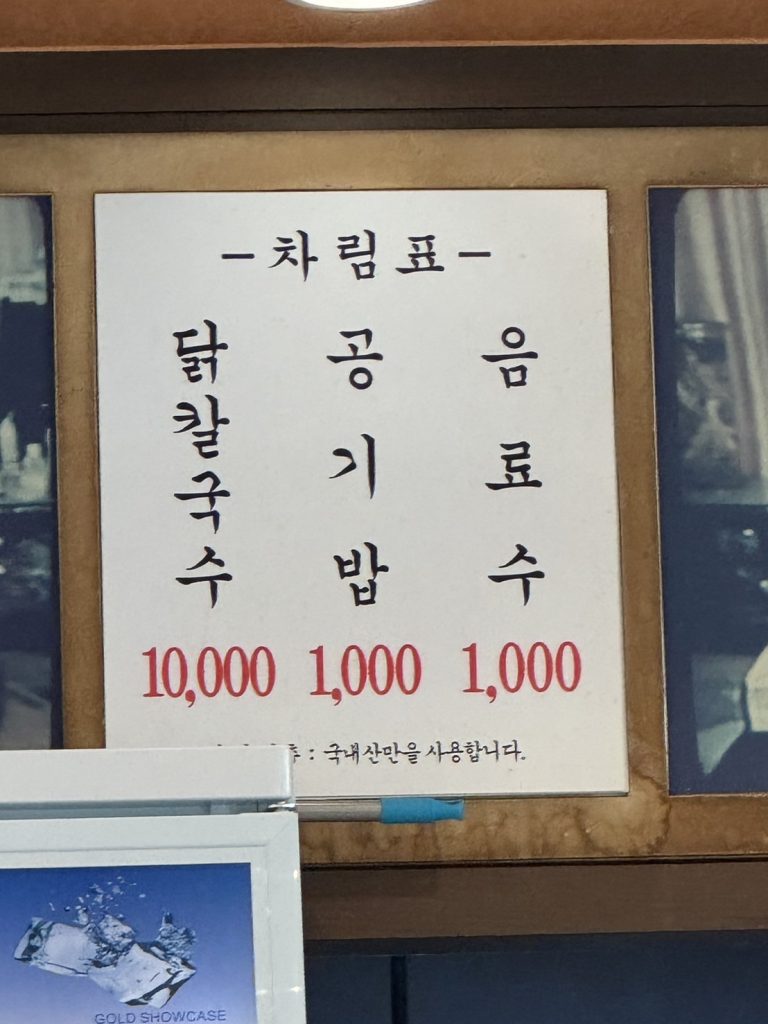 -차림표-
닭칼국수 10,000
공기밥 1,000
음료수 1,000
: 국내산만을 사용합니다.
GOLD SHOWCASE